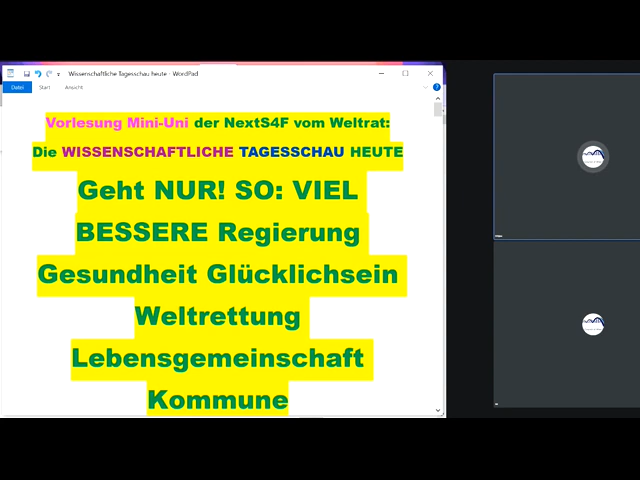 Wissenschaftliche Tagesschau heute - WordPad
Datei Start Ansicht
Vorlesung Mini-Uni der NextS4F vom Weltrat:
Die WISSENSCHAFTLICHE TAGESSCHAU HEUTE
Geht NUR! SO: VIEL
BESSERE Regierung
Gesundheit Glücklichsein
Weltrettung
Lebensgemeinschaft
Kommune